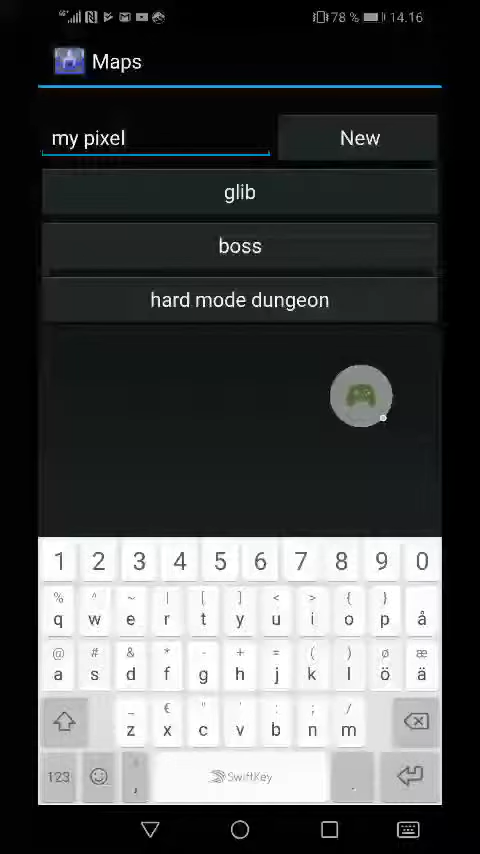 78 % 14.16
Maps
my pixel
New
glib
boss
hard mode dungeon
1 2 3 4 5 6 7 8 9 0
% ^ ~ | [ ] < > { }
q w e r t y u i o p å
@ # & * - + = ( ) ø æ
a s d f g h j k l ö ä
_ € " ' : ; /
z x c v b n m
123 , SwiftKey .